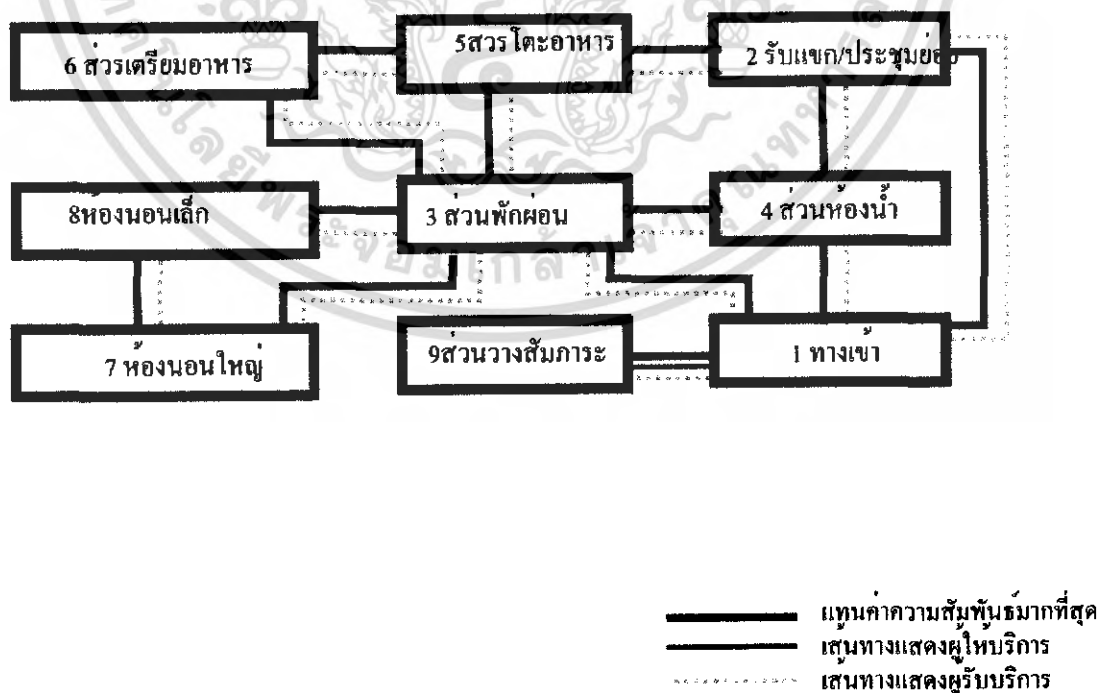 6 ส่วรเตรียมอาหาร
5สวรโตะอาหาร
2 รับแขก/ประชุมย่อย
8หองนอนเล็ก
3 ส่วนพักผ่อน
4 ส่วนห้องน้ำ
7 หองนอนใหญ่
9ส่วนวางสัมภาระ
1 ทางเขา
แทนค่าความสัมพันธ์มากที่สุด
เส้นทางแสดงผู้ให้บริการ
เส้นทางแสดงผู้รับบริการ